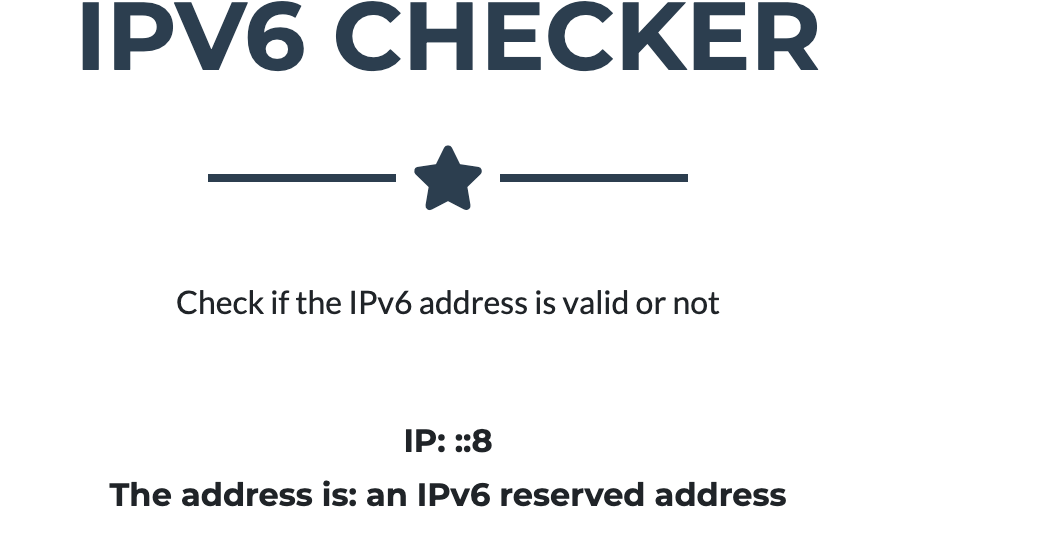 IPV6 CHECKER
Check if the IPv6 address is valid or not
IP: ::8
The address is: an IPv6 reserved address